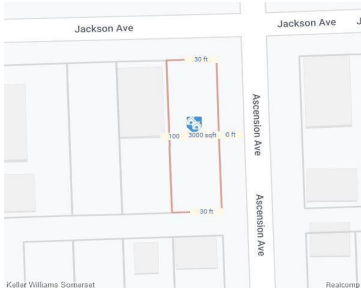 Jackson Ave
Jackson Ave
J
30 ft
Ascension Ave
100
3000 sqft
0 ft
30 ft
Ascension Ave
Keller Williams Somerset
Realcomp